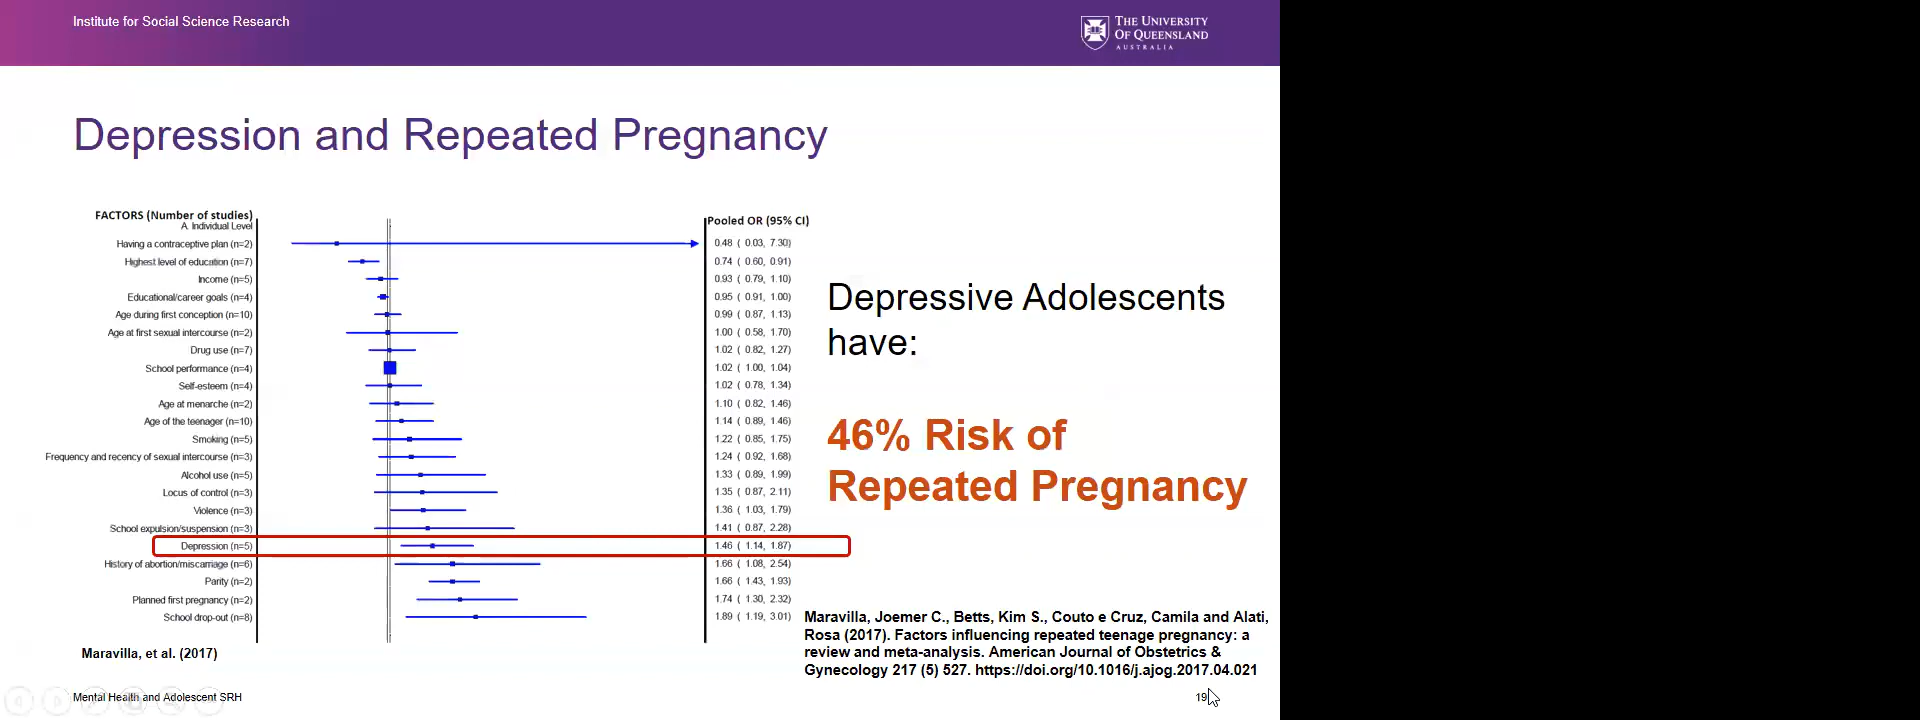 Institute for Social Science Research
THE UNIVERSITY
OF QUEENSLAND
AUSTRALIA
Depression and Repeated Pregnancy
FACTORS (Number of studies)
A. Individual Level
Pooled OR (95% CI)
Having a contraceptive plan (n=2) 0.48 ( 0.03, 7.30)
Highest level of education (n=7) 0.74 ( 0.60, 0.91)
Income (n=5) 0.93 ( 0.79, 1.10)
Educational/career goals (n=4) 0.95 ( 0.91, 1.00)
Age during first conception (n=10) 0.99 ( 0.87, 1.13)
Age at first sexual intercourse (n=2) 1.00 ( 0.58, 1.70)
Drug use (n=7) 1.02 ( 0.82, 1.27)
School performance (n=4) 1.02 ( 1.00, 1.04)
Self-esteem (n=4) 1.02 ( 0.78, 1.34)
Age at menarche (n=2) 1.10 ( 0.82, 1.46)
Age of the teenager (n=10) 1.14 ( 0.89, 1.46)
Smoking (n=5) 1.22 ( 0.85, 1.75)
Frequency and recency of sexual intercourse (n=3) 1.24 ( 0.92, 1.68)
Alcohol use (n=5) 1.33 ( 0.89, 1.99)
Locus of control (n=3) 1.35 ( 0.87, 2.11)
Violence (n=3) 1.36 ( 1.03, 1.79)
School expulsion/suspension (n=3) 1.41 ( 0.87, 2.28)
Depression (n=5) 1.46 ( 1.14, 1.87)
History of abortion/miscarriage (n=6) 1.66 ( 1.08, 2.54)
Parity (n=2) 1.66 ( 1.43, 1.93)
Planned first pregnancy (n=2) 1.74 ( 1.30, 2.32)
School drop-out (n=8) 1.89 ( 1.19, 3.01)
Maravilla, et al. (2017)
Depressive Adolescents
have:
46% Risk of
Repeated Pregnancy
Maravilla, Joemer C., Betts, Kim S., Couto e Cruz, Camila and Alati,
Rosa (2017). Factors influencing repeated teenage pregnancy: a
review and meta-analysis. American Journal of Obstetrics &
Gynecology 217 (5) 527. https://doi.org/10.1016/j.ajog.2017.04.021
Mental Health and Adolescent SRH
19